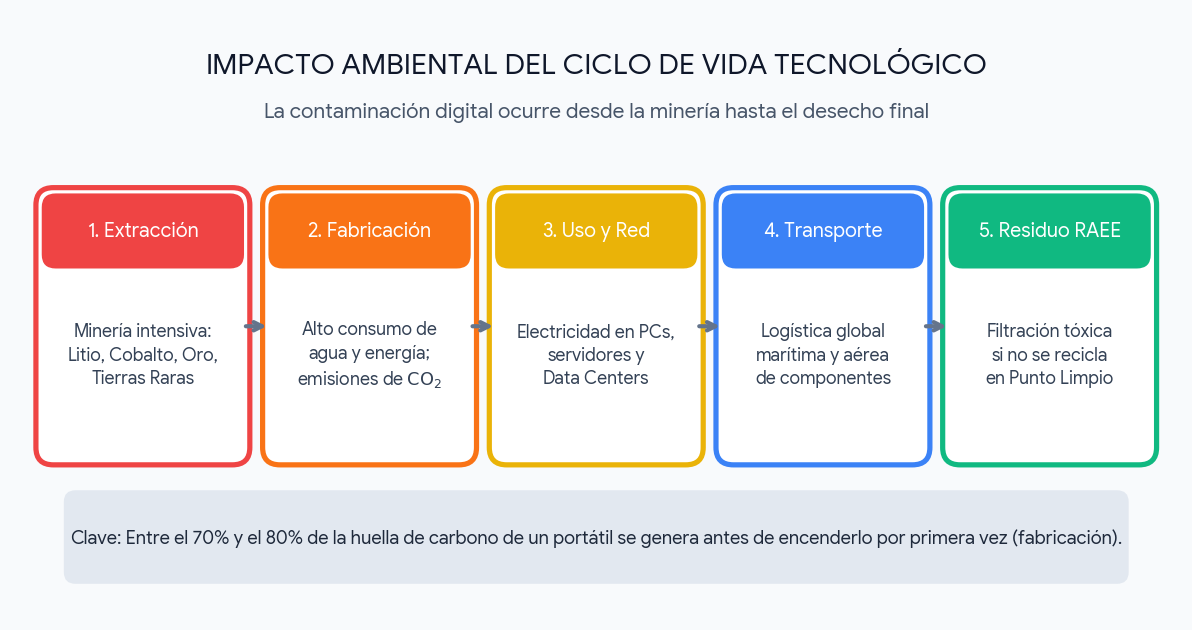 IMPACTO AMBIENTAL DEL CICLO DE VIDA TECNOLÓGICO
La contaminación digital ocurre desde la minería hasta el desecho final
1. Extracción
Minería intensiva:
Litio, Cobalto, Oro,
Tierras Raras
2. Fabricación
Alto consumo de
agua y energía;
emisiones de CO₂
3. Uso y Red
Electricidad en PCs,
servidores y
Data Centers
4. Transporte
Logística global
marítima y aérea
de componentes
5. Residuo RAEE
Filtración tóxica
si no se recicla
en Punto Limpio
Clave: Entre el 70% y el 80% de la huella de carbono de un portátil se genera antes de encenderlo por primera vez (fabricación).